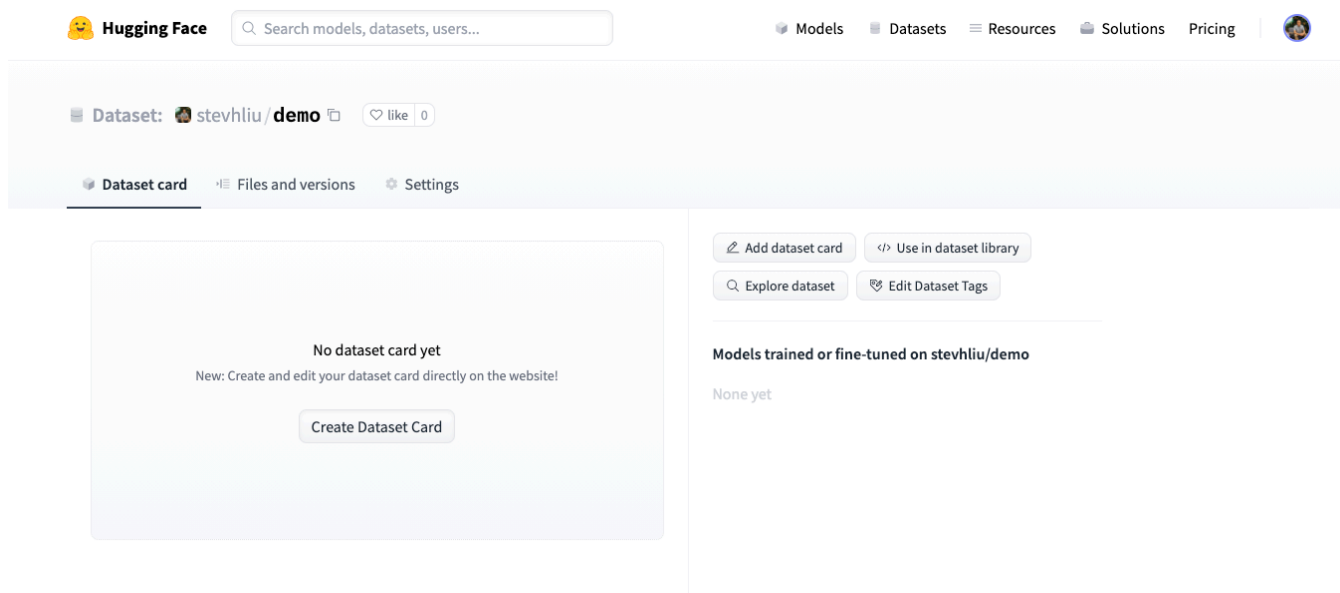 Hugging Face Search models, datasets, users... Models Datasets Resources Solutions Pricing
Dataset: stevhliu/demo like 0
Dataset card Files and versions Settings
No dataset card yet
New: Create and edit your dataset card directly on the website!
Create Dataset Card
Add dataset card </> Use in dataset library
Explore dataset Edit Dataset Tags
Models trained or fine-tuned on stevhliu/demo
None yet